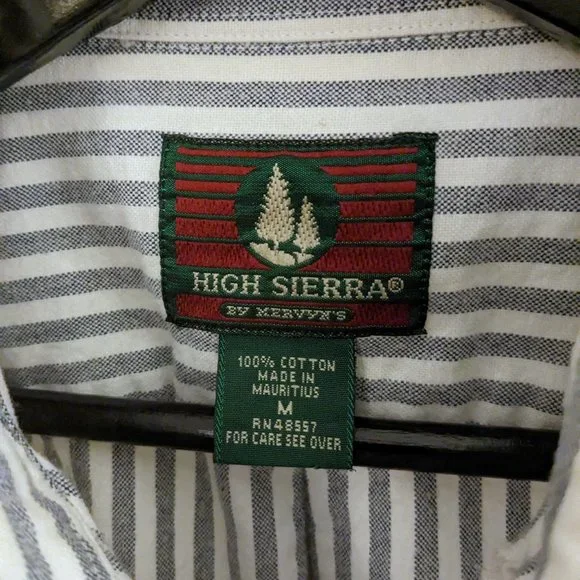 HIGH SIERRA®
BY MERVYN'S
100% COTTON
MADE IN
MAURITIUS
M
RN48557
FOR CARE SEE OVER